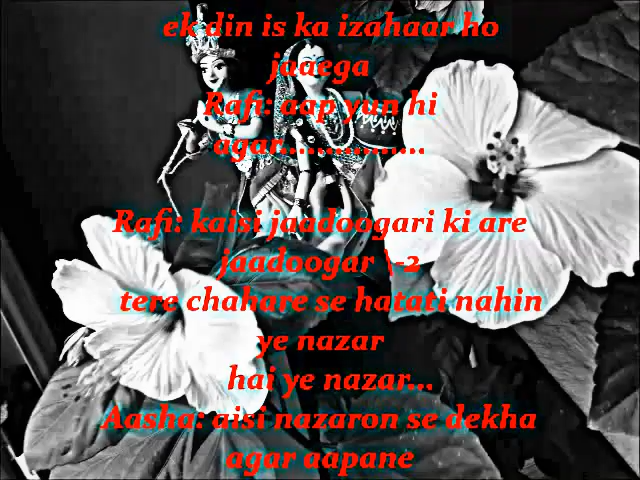 ek din is ka izahaar ho
jaaega
Rafi: aap yun hi
agar................
Rafi: kaisi jaadoogari ki are
jaadoogar \-2
tere chahare se hatati nahin
ye nazar
hai ye nazar...
Aasha: aisi nazaron se dekha
agar aapane